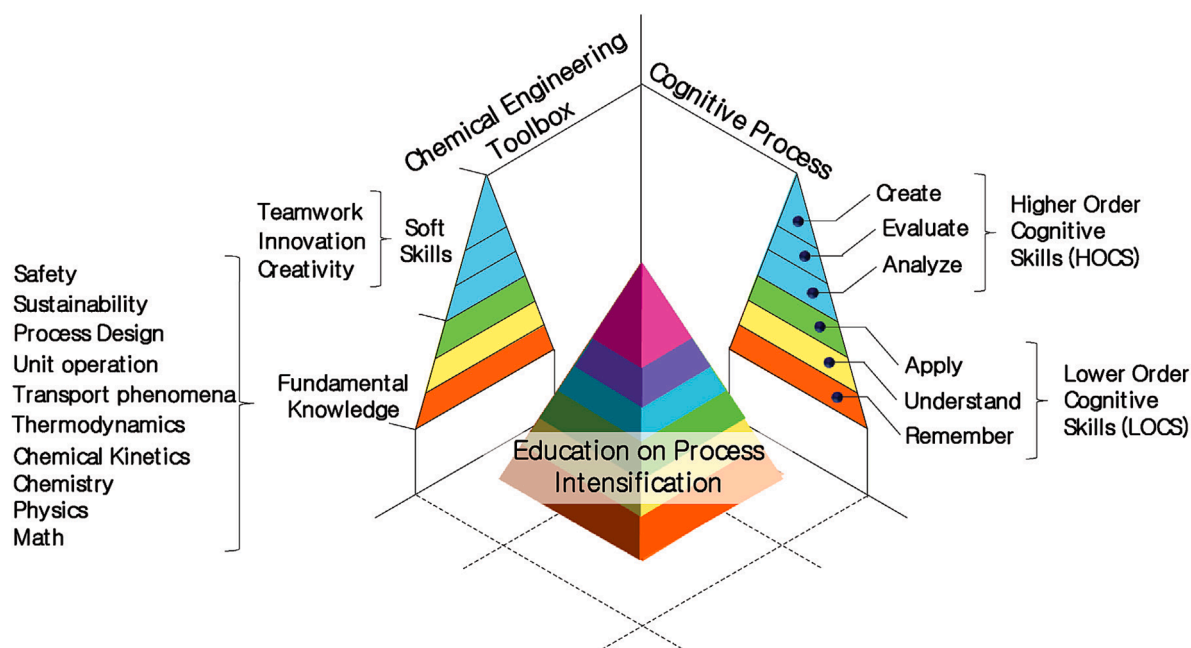 Chemical Engineering
Toolbox
Cognitive Process
Teamwork
Innovation
Creativity
Soft
Skills
Safety
Sustainability
Process Design
Unit operation
Transport phenomena
Thermodynamics
Chemical Kinetics
Chemistry
Physics
Math
Fundamental
Knowledge
Education on Process
Intensification
Create
Evaluate
Analyze
Higher Order
Cognitive
Skills (HOCS)
Apply
Understand
Remember
Lower Order
Cognitive
Skills (LOCS)